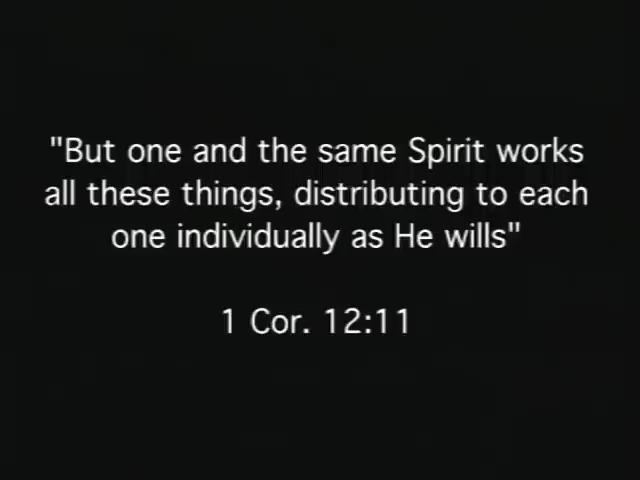 "But one and the same Spirit works
all these things, distributing to each
one individually as He wills"
1 Cor. 12:11